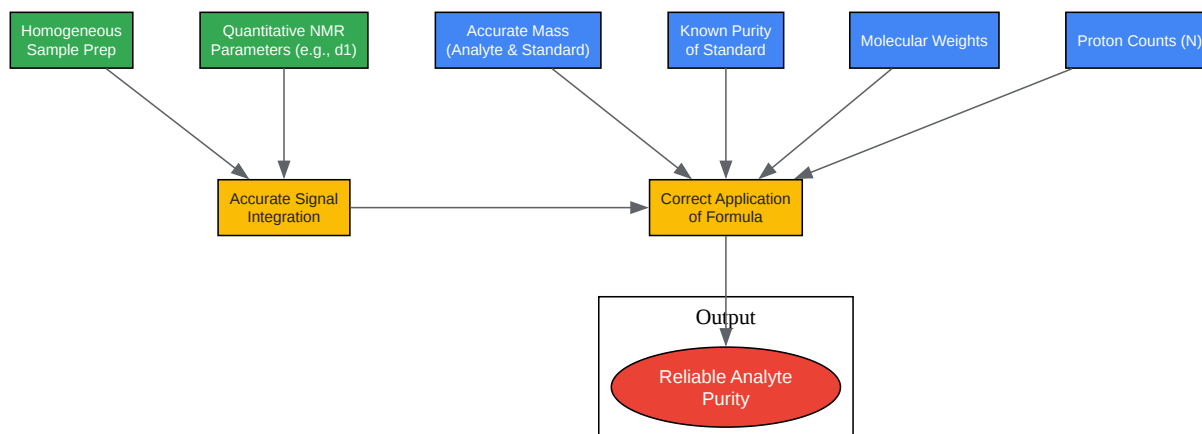 Homogeneous
Sample Prep
Quantitative NMR
Parameters (e.g., d1)
Accurate Mass
(Analyte & Standard)
Known Purity
of Standard
Molecular Weights
Proton Counts (N)
Accurate Signal
Integration
Correct Application
of Formula
Output
Reliable Analyte
Purity